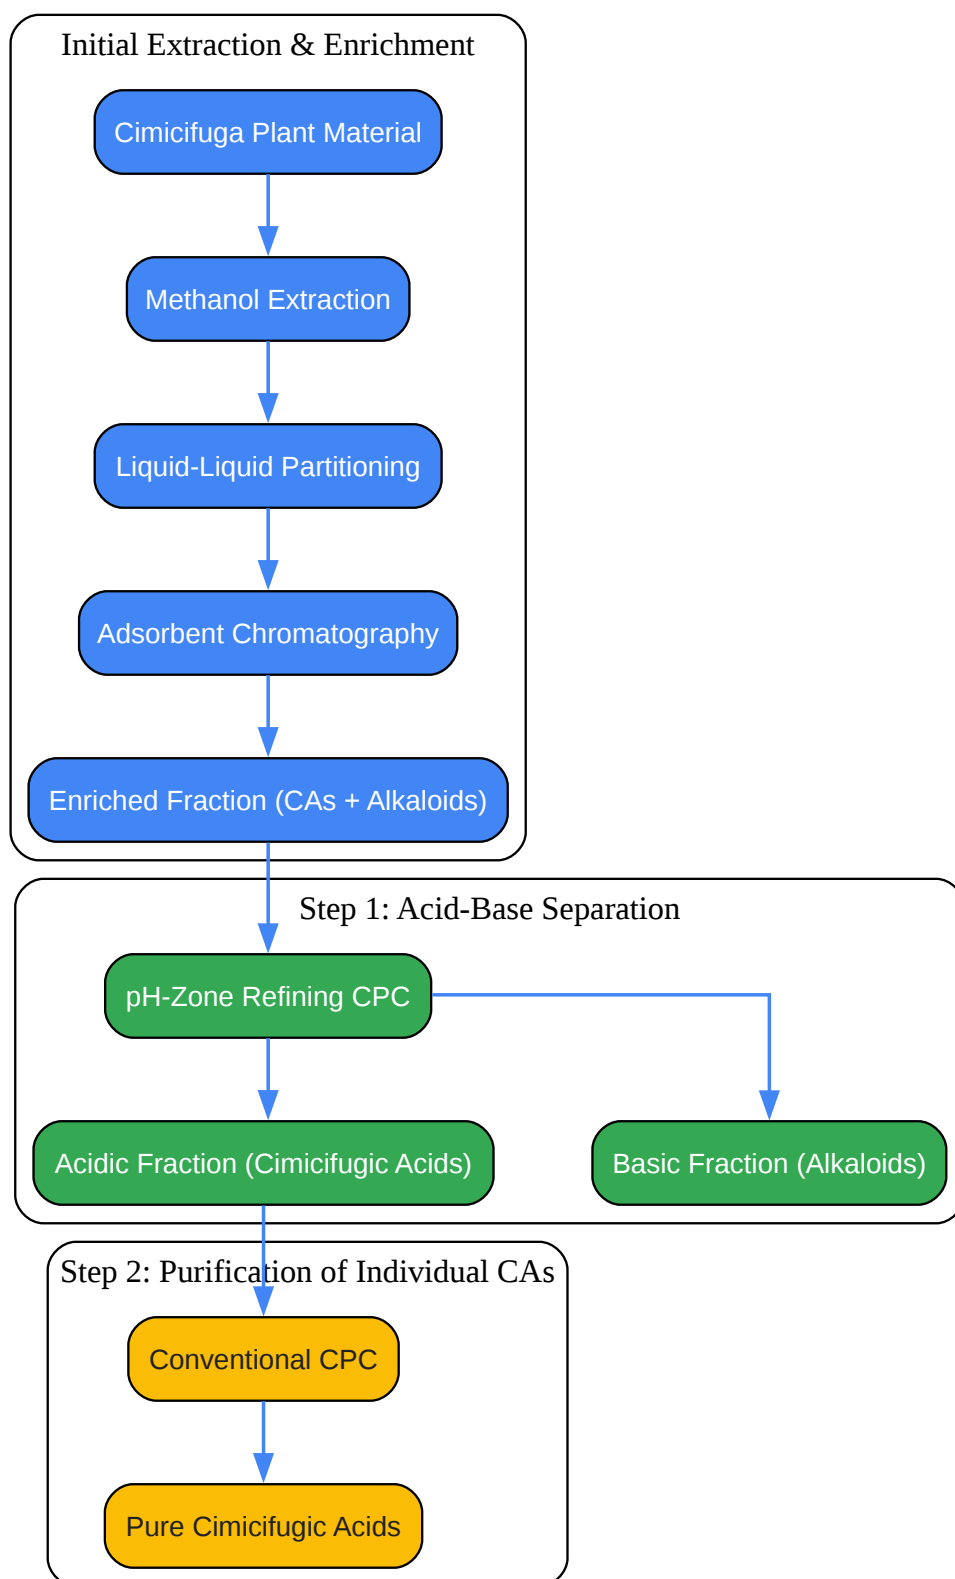 Initial Extraction & Enrichment
Cimicifuga Plant Material
Methanol Extraction
Liquid-Liquid Partitioning
Adsorbent Chromatography
Enriched Fraction (CAs + Alkaloids)
Step 1: Acid-Base Separation
pH-Zone Refining CPC
Acidic Fraction (Cimicifugic Acids)
Basic Fraction (Alkaloids)
Step 2: Purification of Individual CAs
Conventional CPC
Pure Cimicifugic Acids